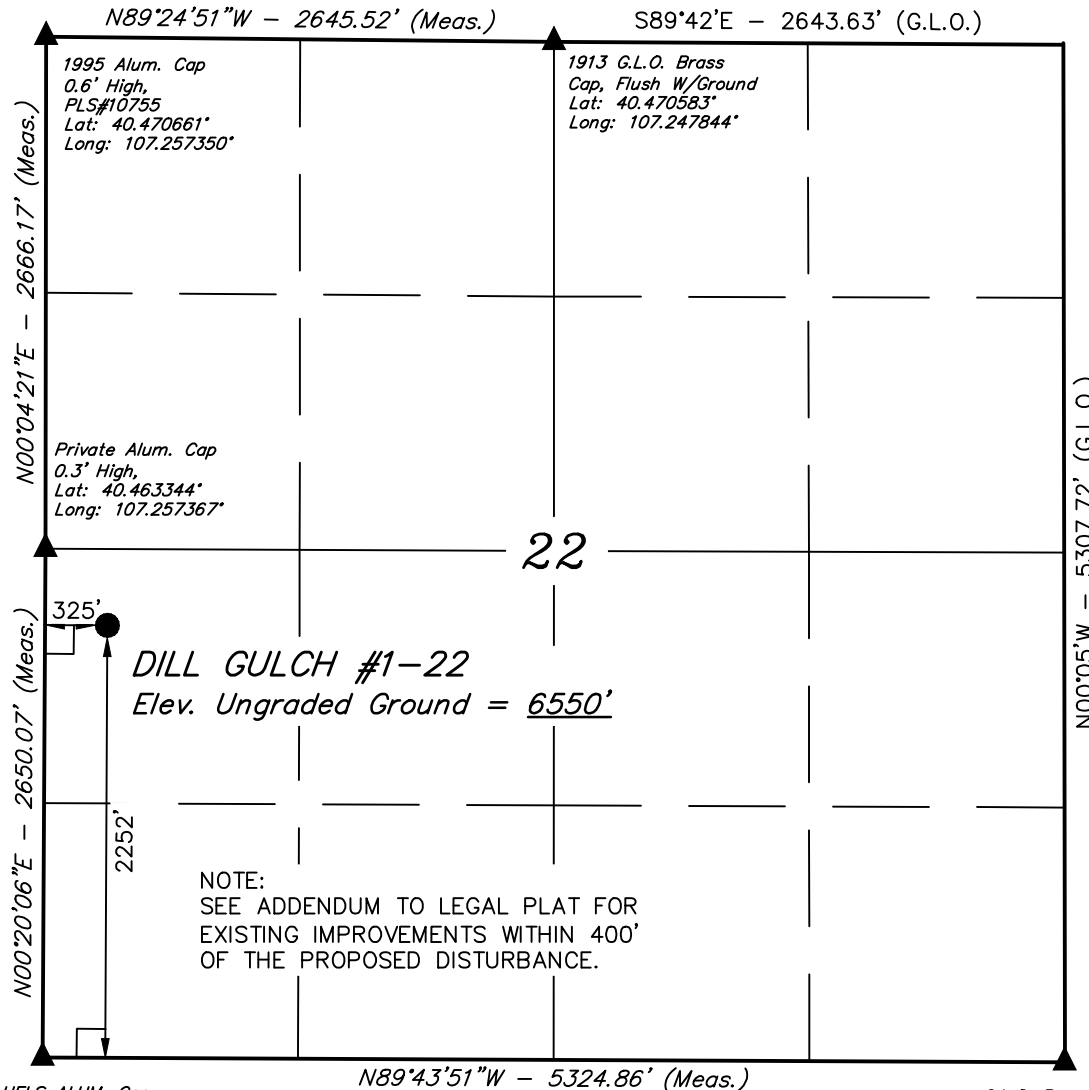 N89°24'51"W - 2645.52' (Meas.)
S89°42'E - 2643.63' (G.L.O.)
1995 Alum. Cap
0.6' High,
PLS#10755
Lat: 40.470661°
Long: 107.257350°
1913 G.L.O. Brass
Cap, Flush W/Ground
Lat: 40.470583°
Long: 107.247844°
N00°04'21"E - 2666.17' (Meas.)
Private Alum. Cap
0.3' High,
Lat: 40.463344°
Long: 107.257367°
22
N00°05'W - 5307.72' (G.L.O.)
325'
DILL GULCH #1-22
Elev. Ungraded Ground = 6550'
N00°20'06"E - 2650.07' (Meas.)
2252'
NOTE:
SEE ADDENDUM TO LEGAL PLAT FOR
EXISTING IMPROVEMENTS WITHIN 400'
OF THE PROPOSED DISTURBANCE.
N89°43'51"W - 5324.86' (Meas.)